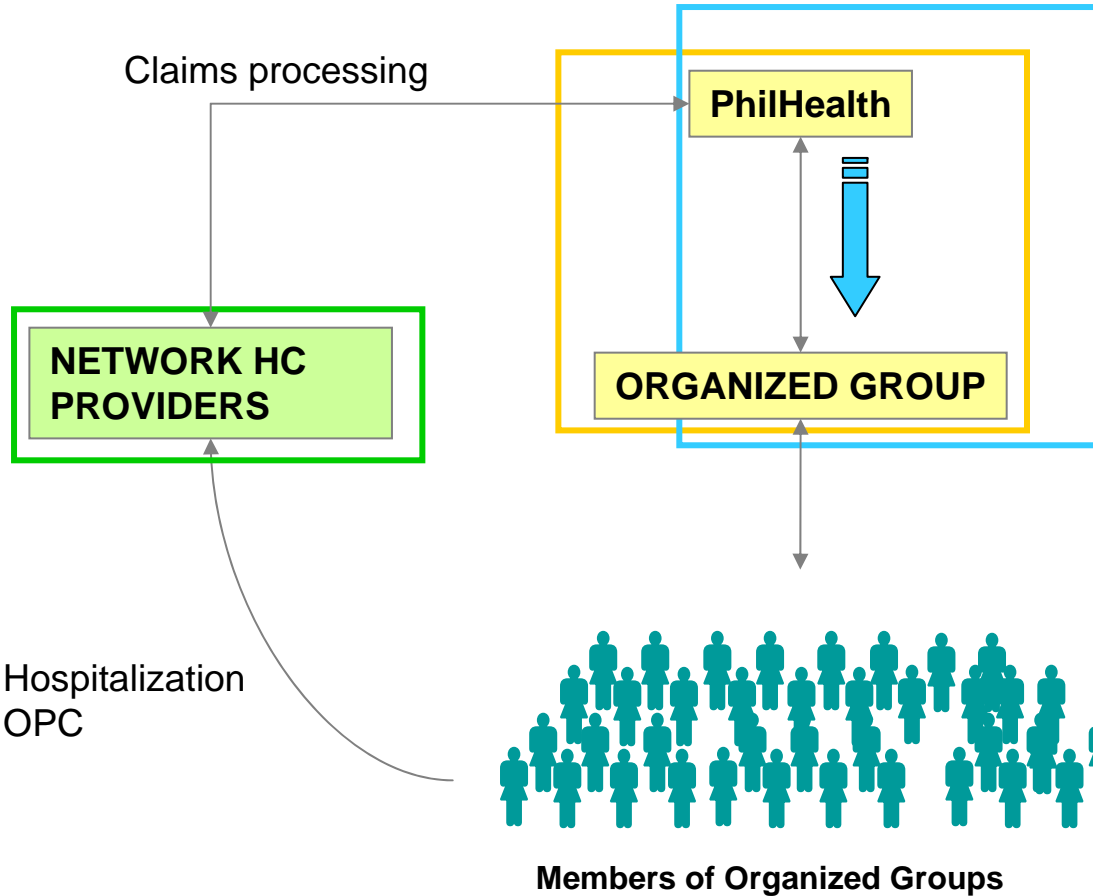 Claims processing
PhilHealth
NETWORK HC
PROVIDERS
ORGANIZED GROUP
Hospitalization
OPC
Members of Organized Groups